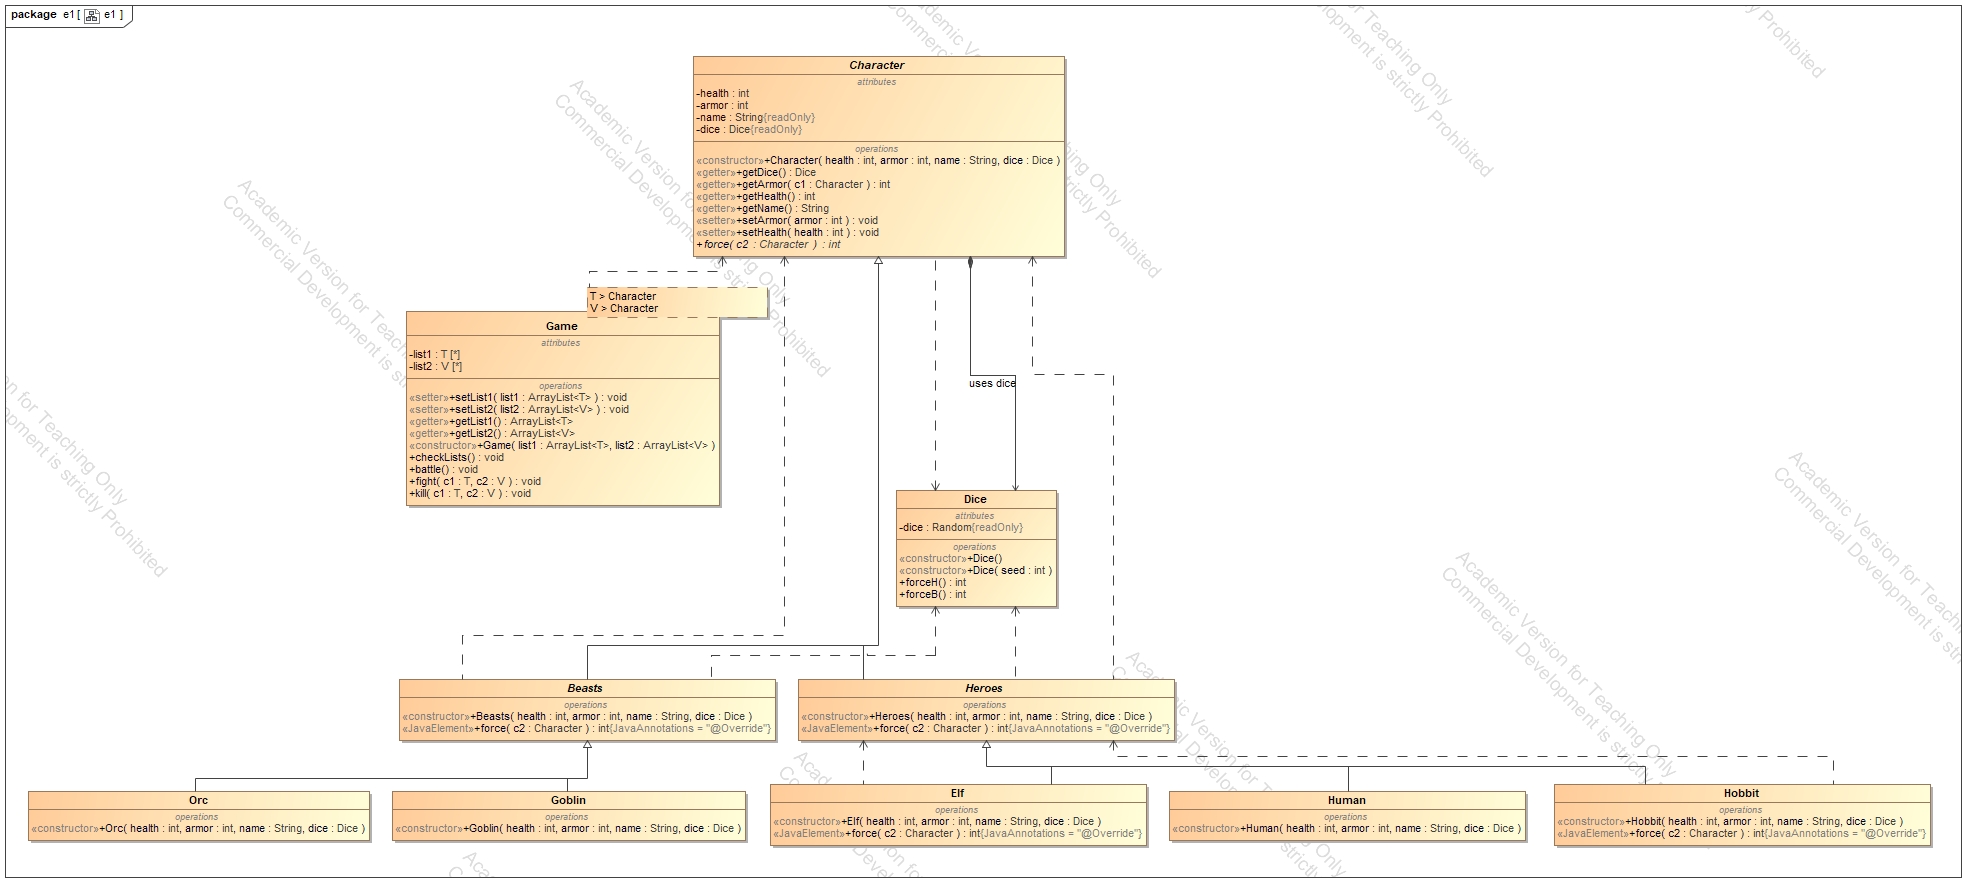 package e1 [ e1 ]
Character
attributes
-health : int
-armor : int
-name : String{readOnly}
-dice : Dice{readOnly}
operations
«constructor»+Character( health : int, armor : int, name : String, dice : Dice )
«getter»+getDice() : Dice
«getter»+getArmor( c1 : Character ) : int
«getter»+getHealth() : int
«getter»+getName() : String
«setter»+setArmor( armor : int ) : void
«setter»+setHealth( health : int ) : void
+force( c2 : Character ) : int
T > Character
V > Character
Game
attributes
-list1 : T [*]
-list2 : V [*]
operations
«setter»+setList1( list1 : ArrayList<T> ) : void
«setter»+setList2( list2 : ArrayList<V> ) : void
«getter»+getList1() : ArrayList<T>
«getter»+getList2() : ArrayList<V>
«constructor»+Game( list1 : ArrayList<T>, list2 : ArrayList<V> )
+checkLists() : void
+battle() : void
+fight( c1 : T, c2 : V ) : void
+kill( c1 : T, c2 : V ) : void
uses dice
Dice
attributes
-dice : Random{readOnly}
operations
«constructor»+Dice()
«constructor»+Dice( seed : int )
+forceH() : int
+forceB() : int
Beasts
operations
«constructor»+Beasts( health : int, armor : int, name : String, dice : Dice )
«JavaElement»+force( c2 : Character ) : int{JavaAnnotations = "@Override"}
Heroes
operations
«constructor»+Heroes( health : int, armor : int, name : String, dice : Dice )
«JavaElement»+force( c2 : Character ) : int{JavaAnnotations = "@Override"}
Orc
operations
«constructor»+Orc( health : int, armor : int, name : String, dice : Dice )
Goblin
operations
«constructor»+Goblin( health : int, armor : int, name : String, dice : Dice )
Elf
operations
«constructor»+Elf( health : int, armor : int, name : String, dice : Dice )
«JavaElement»+force( c2 : Character ) : int{JavaAnnotations = "@Override"}
Human
operations
«constructor»+Human( health : int, armor : int, name : String, dice : Dice )
Hobbit
operations
«constructor»+Hobbit( health : int, armor : int, name : String, dice : Dice )
«JavaElement»+force( c2 : Character ) : int{JavaAnnotations = "@Override"}
Academic Version for Teaching Only
Commercial Development is strictly Prohibited